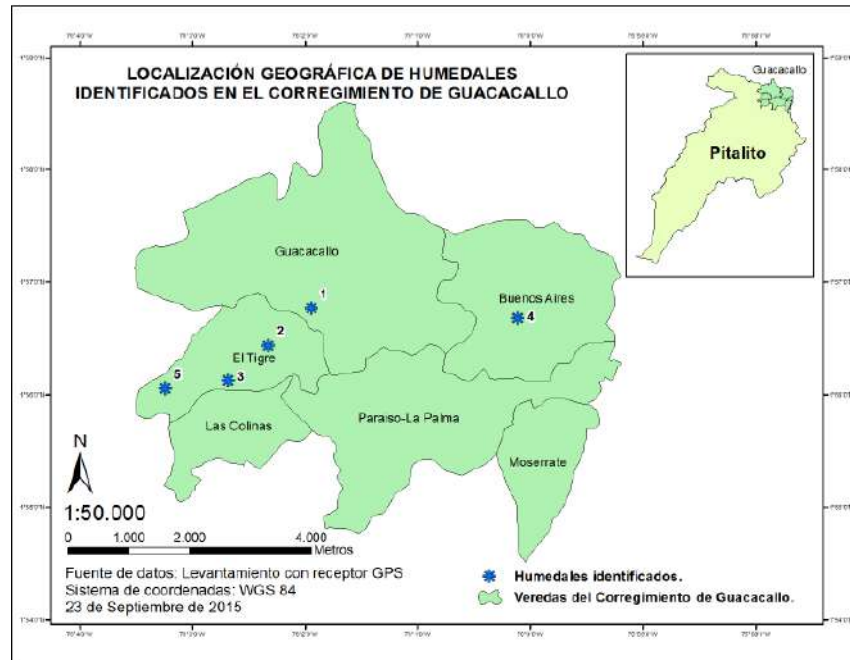 LOCALIZACIÓN GEOGRÁFICA DE HUMEDALES
IDENTIFICADOS EN EL CORREGIMIENTO DE GUACACALLO
Guacacallo
Pitalito
Guacacallo
1
Buenos Aires
4
2
El Tigre
3
5
Las Colinas
Paraiso-La Palma
Moserrate
N
1:50.000
0 1.000 2.000 4.000
Metros
Fuente de datos: Levantamiento con receptor GPS
Sistema de coordenadas: WGS 84
23 de Septiembre de 2015
Humedales identificados.
Veredas del Corregimiento de Guacacallo.